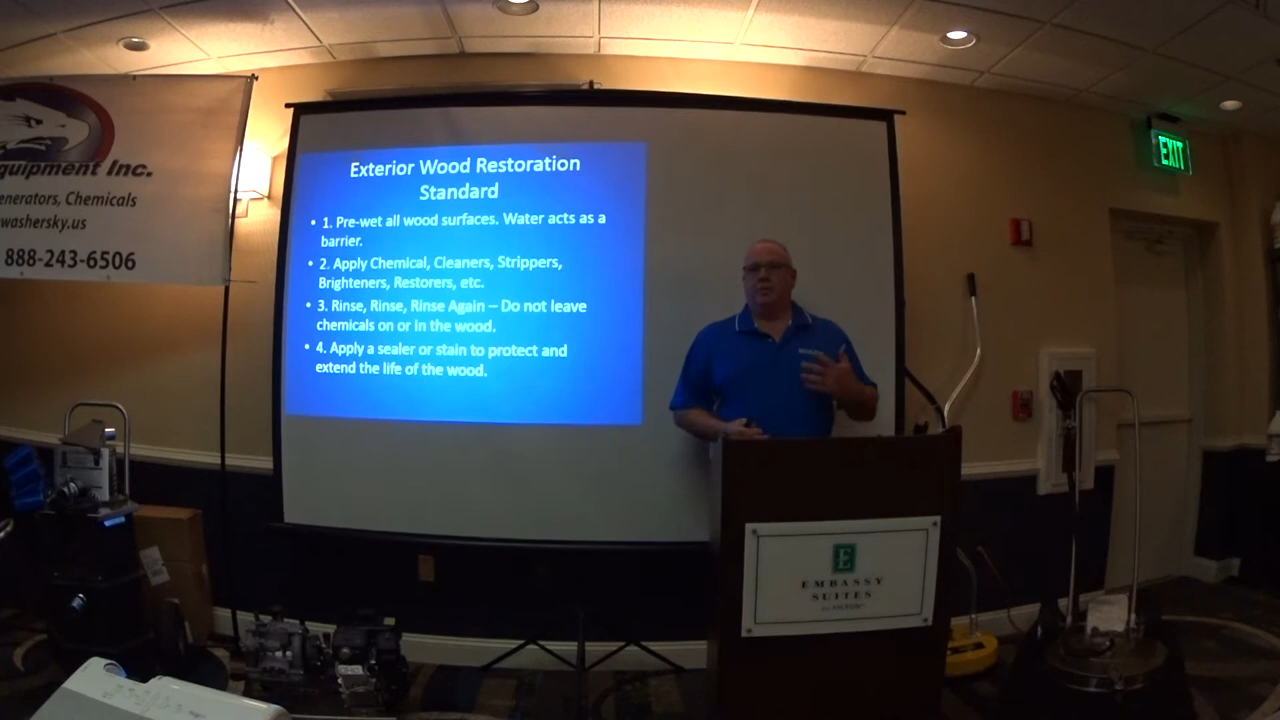 quipment Inc.
enerators, Chemicals
washersky.us
888-243-6506
Exterior Wood Restoration
Standard
• 1. Pre-wet all wood surfaces. Water acts as a
barrier.
• 2. Apply Chemical, Cleaners, Strippers,
Brighteners, Restorers, etc.
• 3. Rinse, Rinse, Rinse Again – Do not leave
chemicals on or in the wood.
• 4. Apply a sealer or stain to protect and
extend the life of the wood.
EXIT
E
EMBASSY
SUITES